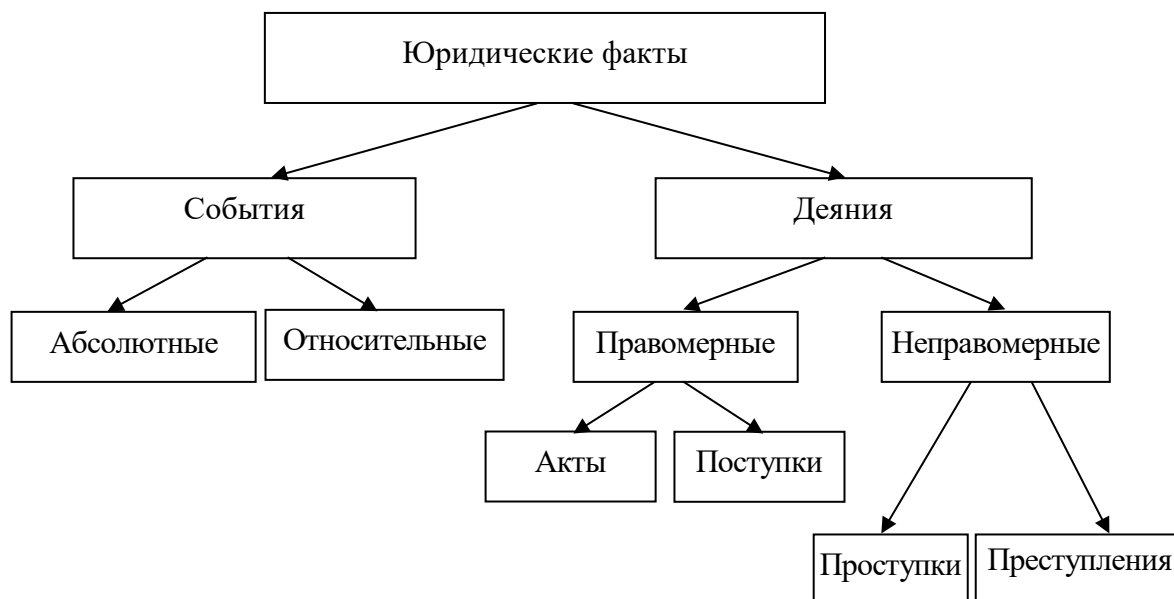 Юридические факты
События
Деяния
Абсолютные
Относительные
Правомерные
Неправомерные
Акты
Поступки
Проступки
Преступления